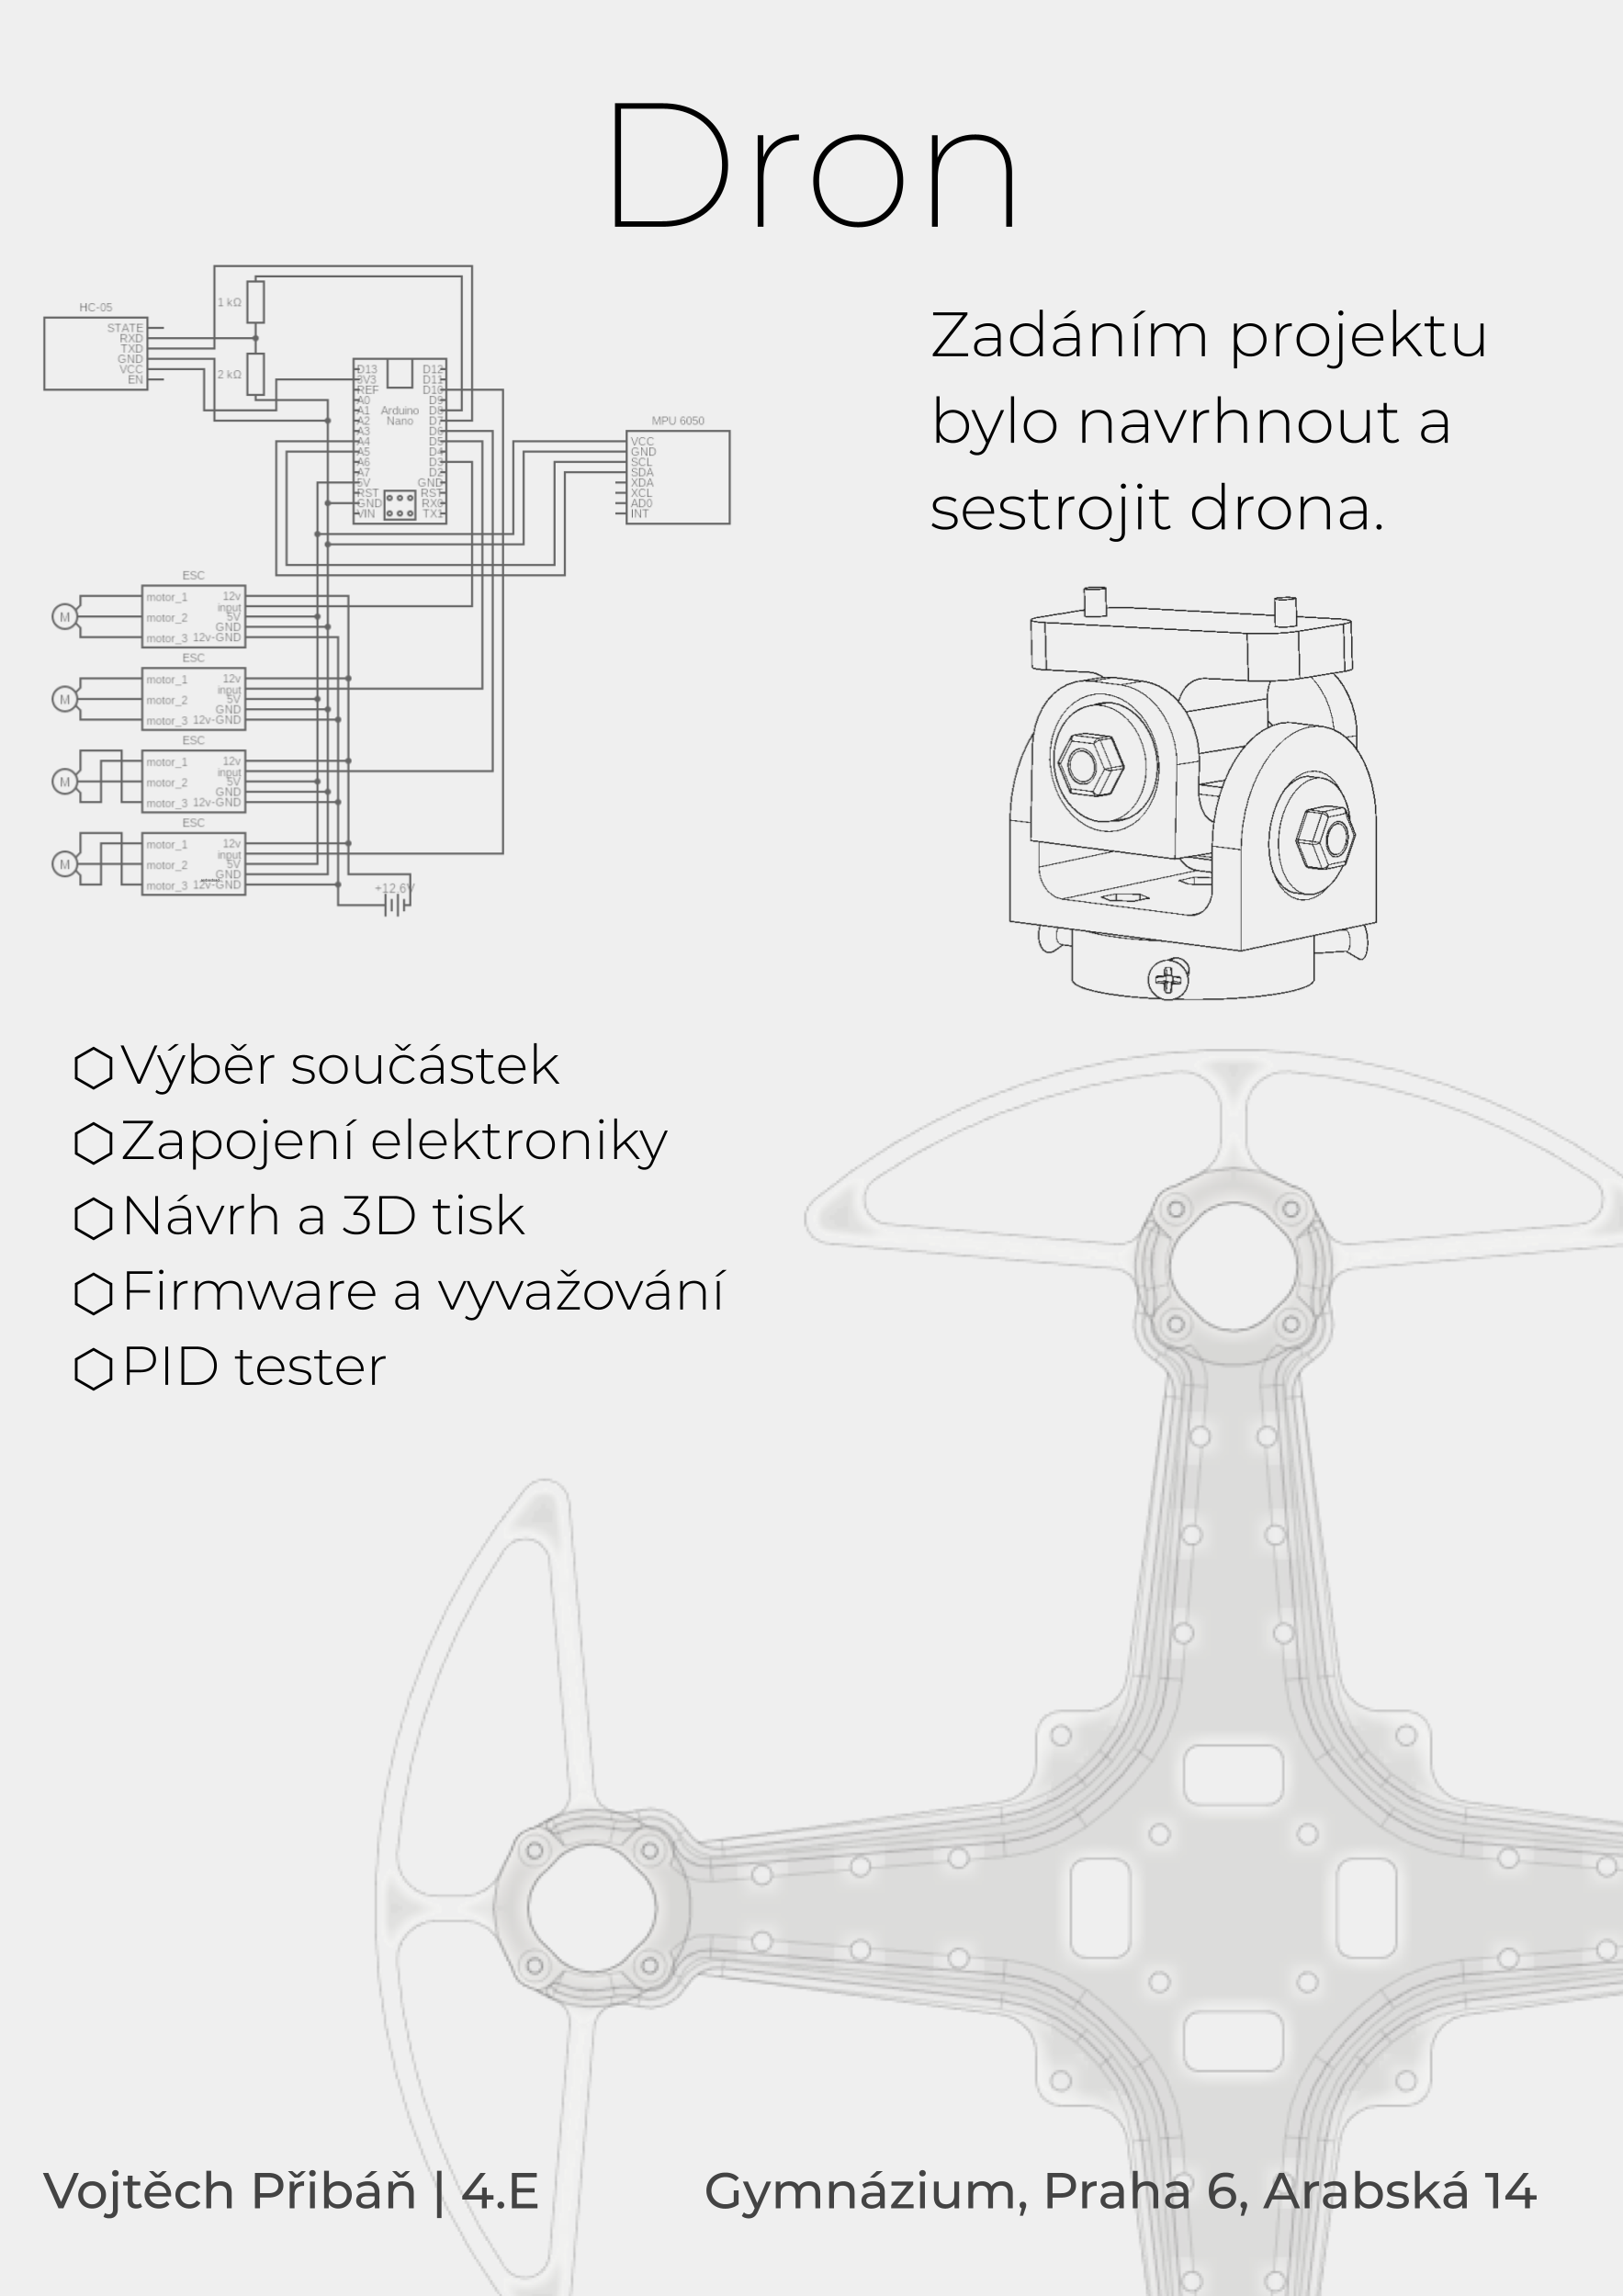 Dron
HC-05
STATE
RXD
TXD
GND
VCC
EN
1 kΩ
2 kΩ
D13
3V3
REF
A0
A1
A2
A3
A4
A5
A6
A7
5V
RST
GND
VIN
Arduino
Nano
D12
D11
D10
D9
D8
D7
D6
D5
D4
D3
D2
GND
RST
RX0
TX1
MPU 6050
VCC
GND
SCL
SDA
XDA
XCL
AD0
INT
ESC
M
motor_1 12v
input
motor_2 5V
GND
motor_3 12v-GND
ESC
M
motor_1 12v
input
motor_2 5V
GND
motor_3 12v-GND
ESC
M
motor_1 12v
input
motor_2 5V
GND
motor_3 12v-GND
ESC
M
motor_1 12v
input
motor_2 5V
GND
motor_3 12v-GND
+12,6V
Zadáním projektu
bylo navrhnout a
sestrojit drona.
Výběr součástek
Zapojení elektroniky
Návrh a 3D tisk
Firmware a vyvažování
PID tester
Vojtěch Přibáň | 4.E
Gymnázium, Praha 6, Arabská 14